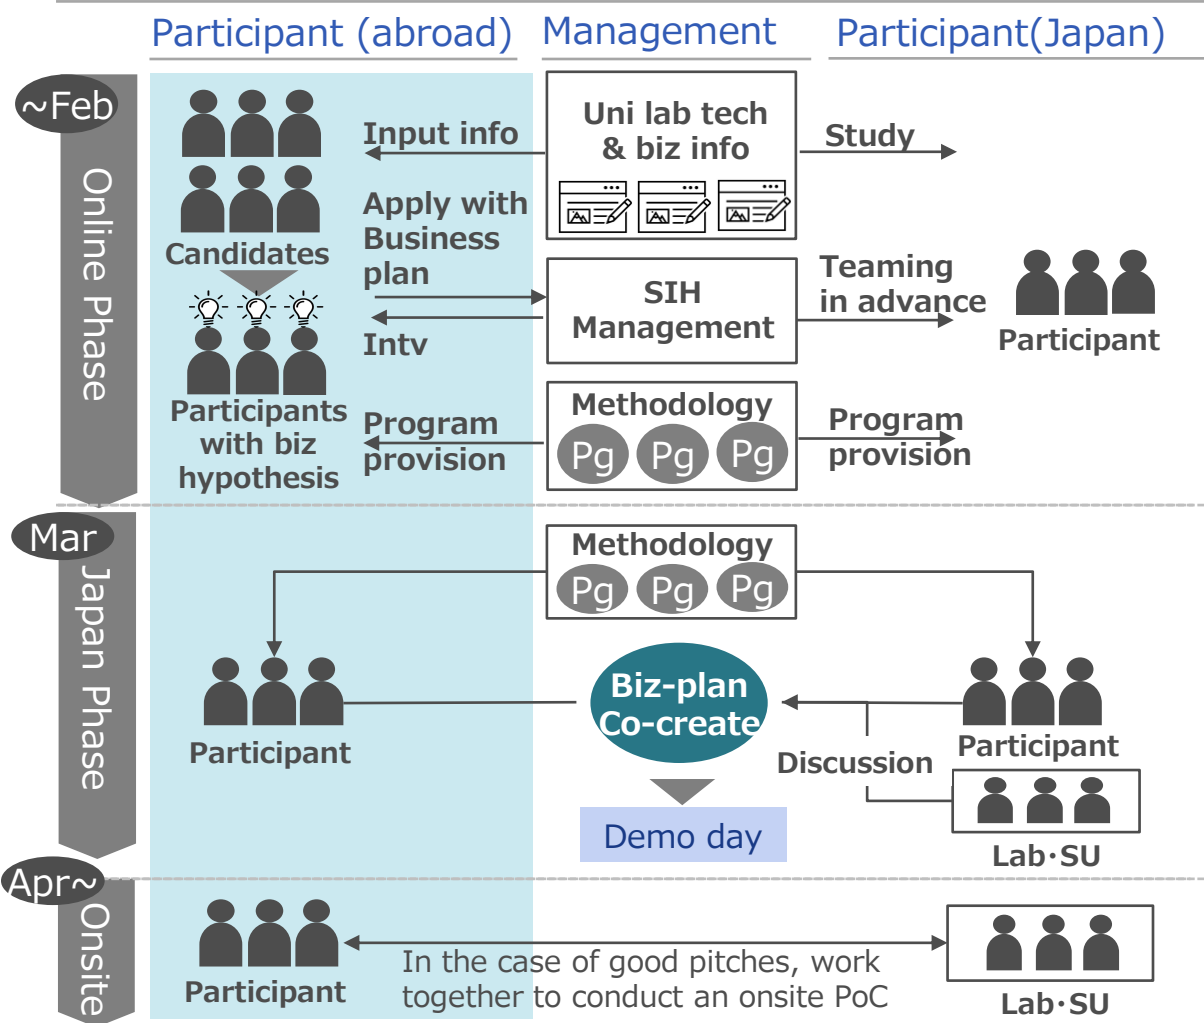 Participant (abroad)
Management
Participant(Japan)
~Feb
Online Phase
Candidates
Participants
with biz
hypothesis
Input info
Apply with
Business
plan
Intv
Program
provision
Uni lab tech
& biz info
SIH
Management
Methodology
Pg Pg Pg
Study
Teaming
in advance
Participant
Program
provision
Mar
Japan Phase
Methodology
Pg Pg Pg
Participant
Biz-plan
Co-create
Participant
Discussion
Demo day
Lab・SU
Apr~
Onsite
Participant
In the case of good pitches, work
together to conduct an onsite PoC
Lab・SU